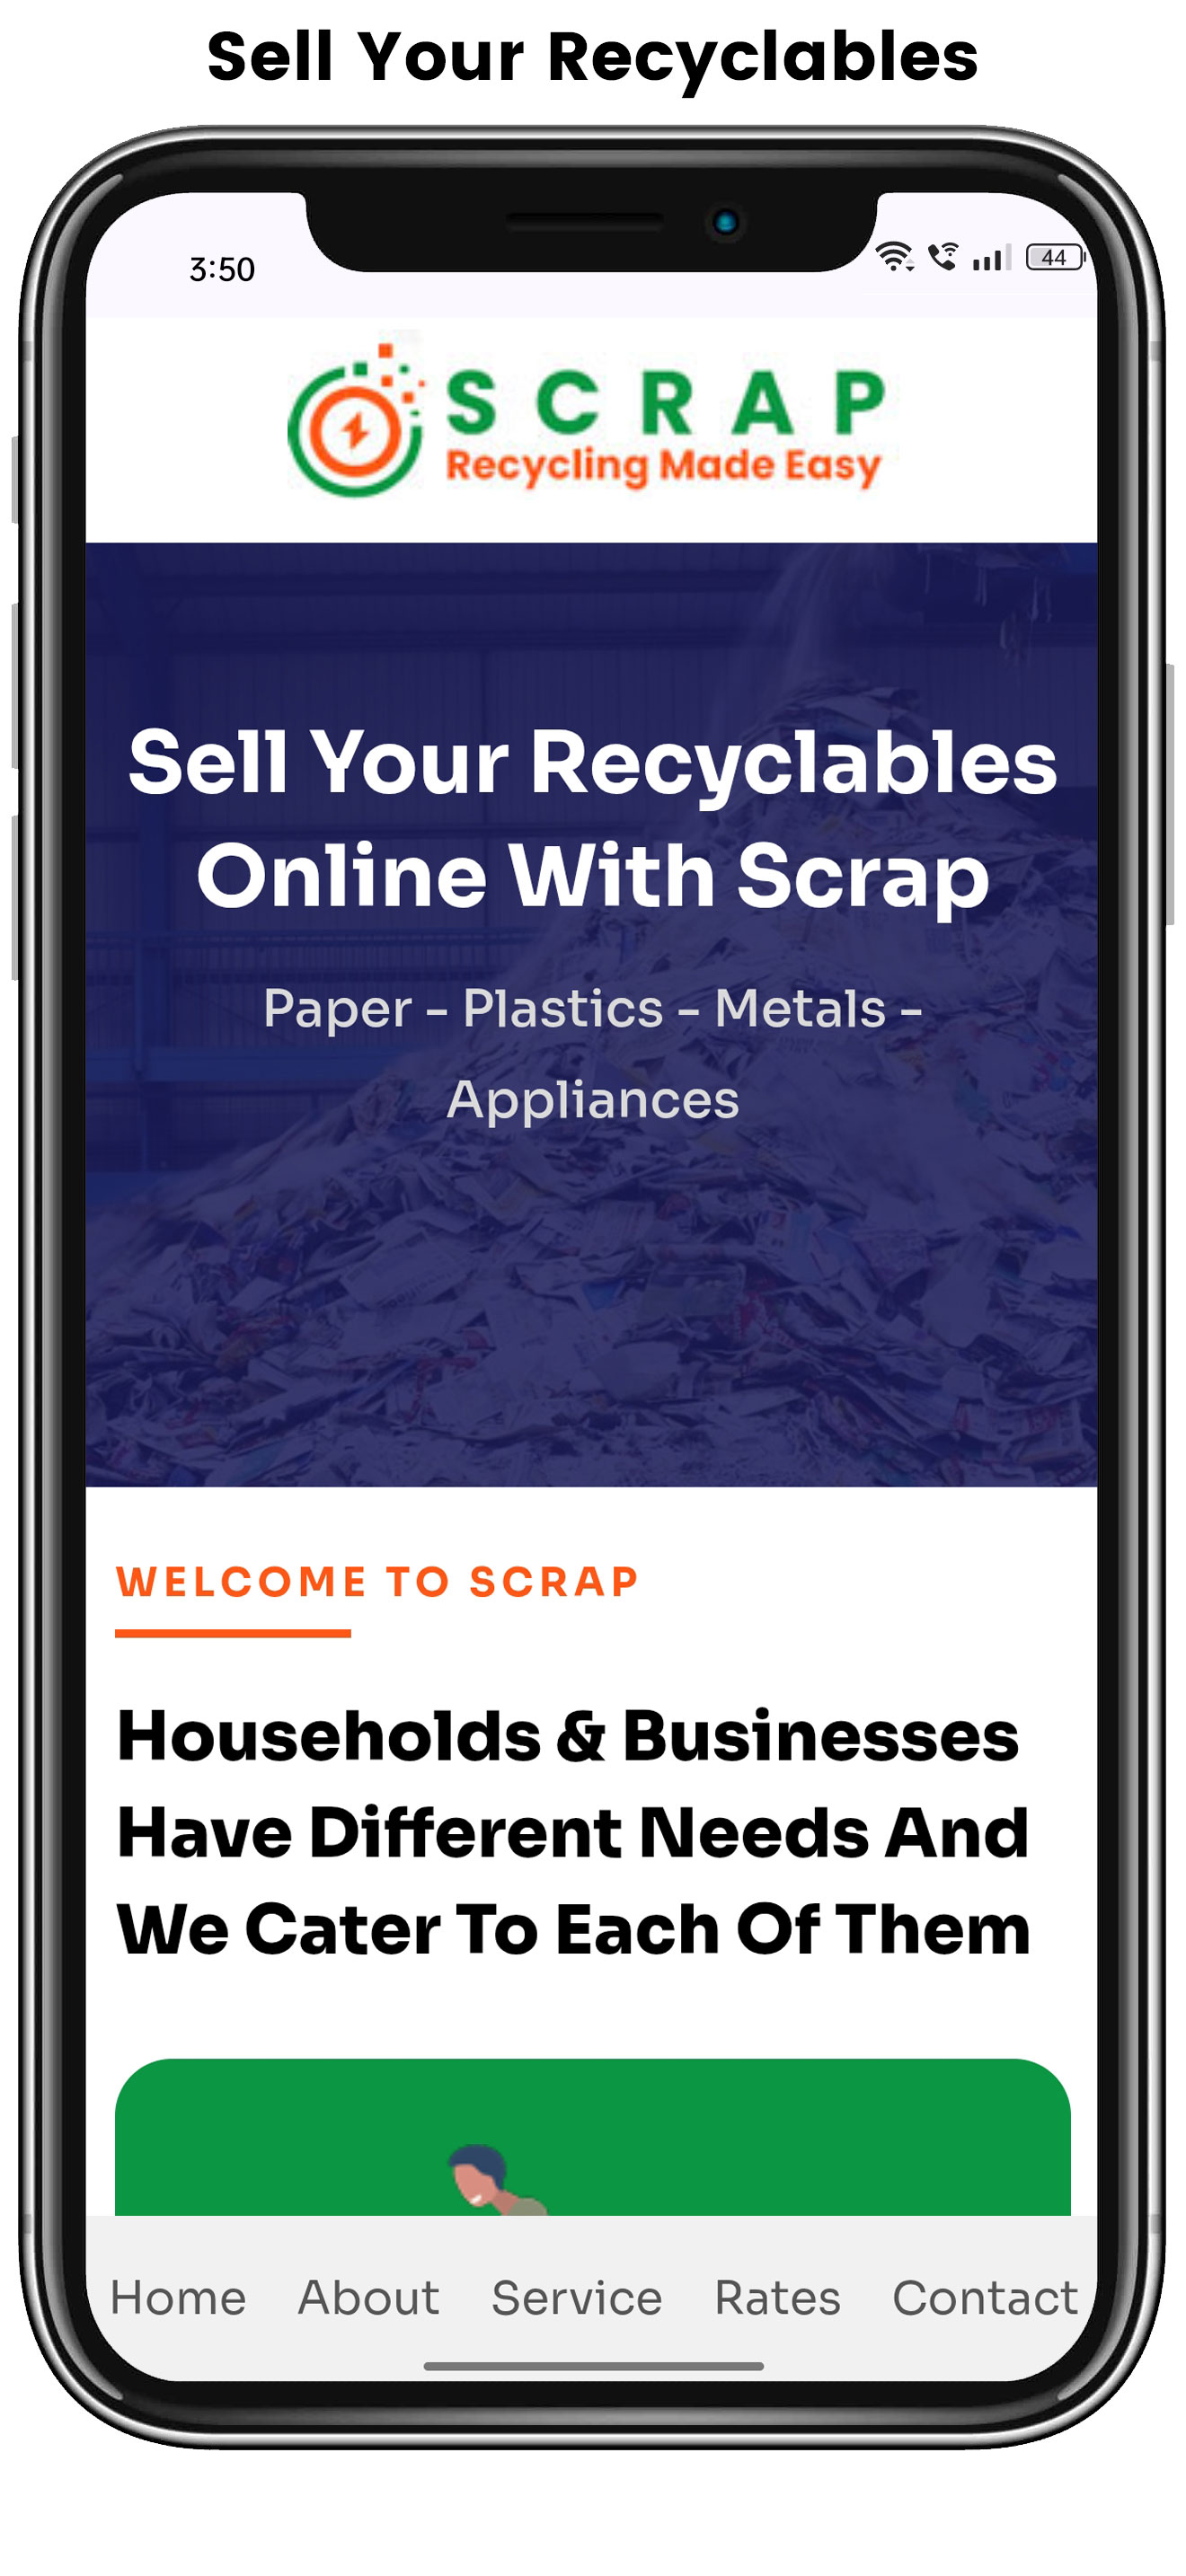 Sell Your Recyclables
3:50
44
SCRAP
Recycling Made Easy
Sell Your Recyclables
Online With Scrap
Paper - Plastics - Metals -
Appliances
WELCOME TO SCRAP
Households & Businesses
Have Different Needs And
We Cater To Each Of Them
Home About Service Rates Contact